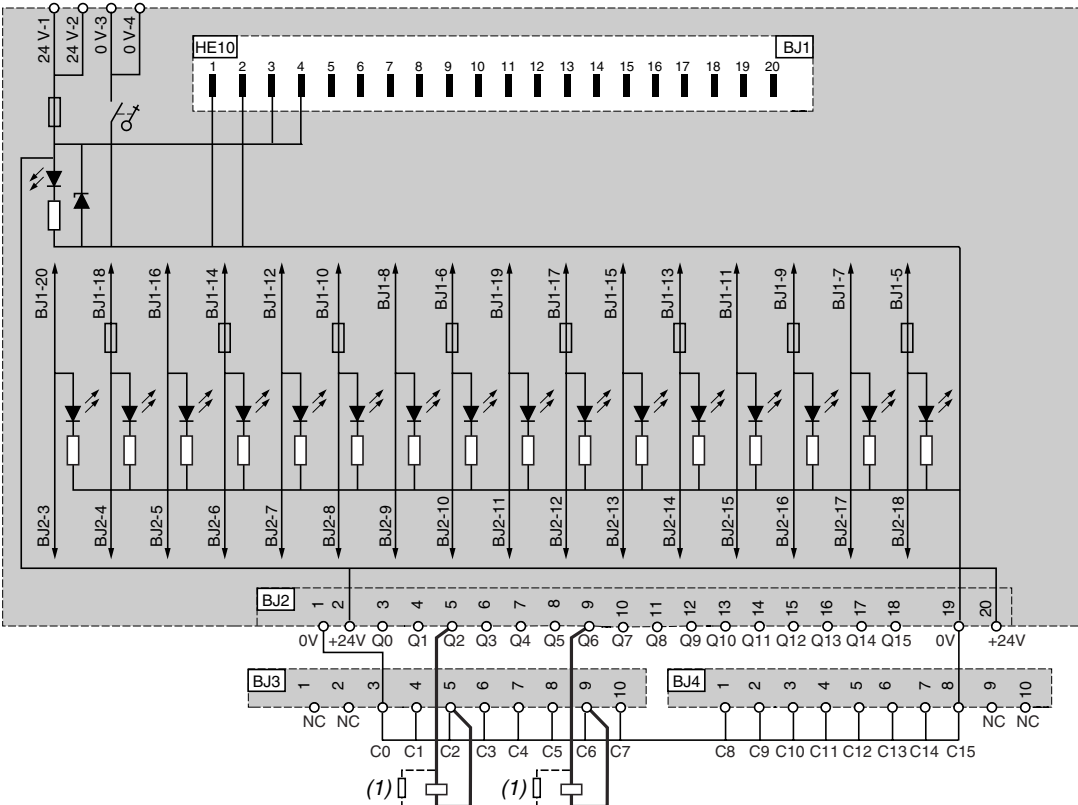 24 V-1 24 V-2 0 V-3 0 V-4
HE10 BJ1
1 2 3 4 5 6 7 8 9 10 11 12 13 14 15 16 17 18 19 20
BJ1-20 BJ1-18 BJ1-16 BJ1-14 BJ1-12 BJ1-10 BJ1-8 BJ1-6 BJ1-19 BJ1-17 BJ1-15 BJ1-13 BJ1-11 BJ1-9 BJ1-7 BJ1-5
BJ2-3 BJ2-4 BJ2-5 BJ2-6 BJ2-7 BJ2-8 BJ2-9 BJ2-10 BJ2-11 BJ2-12 BJ2-13 BJ2-14 BJ2-15 BJ2-16 BJ2-17 BJ2-18
BJ2 1 2 3 4 5 6 7 8 9 10 11 12 13 14 15 16 17 18 19 20
0V +24V Q0 Q1 Q2 Q3 Q4 Q5 Q6 Q7 Q8 Q9 Q10 Q11 Q12 Q13 Q14 Q15 0V +24V
BJ3 1 2 3 4 5 6 7 8 9 10 BJ4 1 2 3 4 5 6 7 8 9 10
NC NC NC NC
C0 C1 C2 C3 C4 C5 C6 C7 C8 C9 C10 C11 C12 C13 C14 C15
(1) (1)